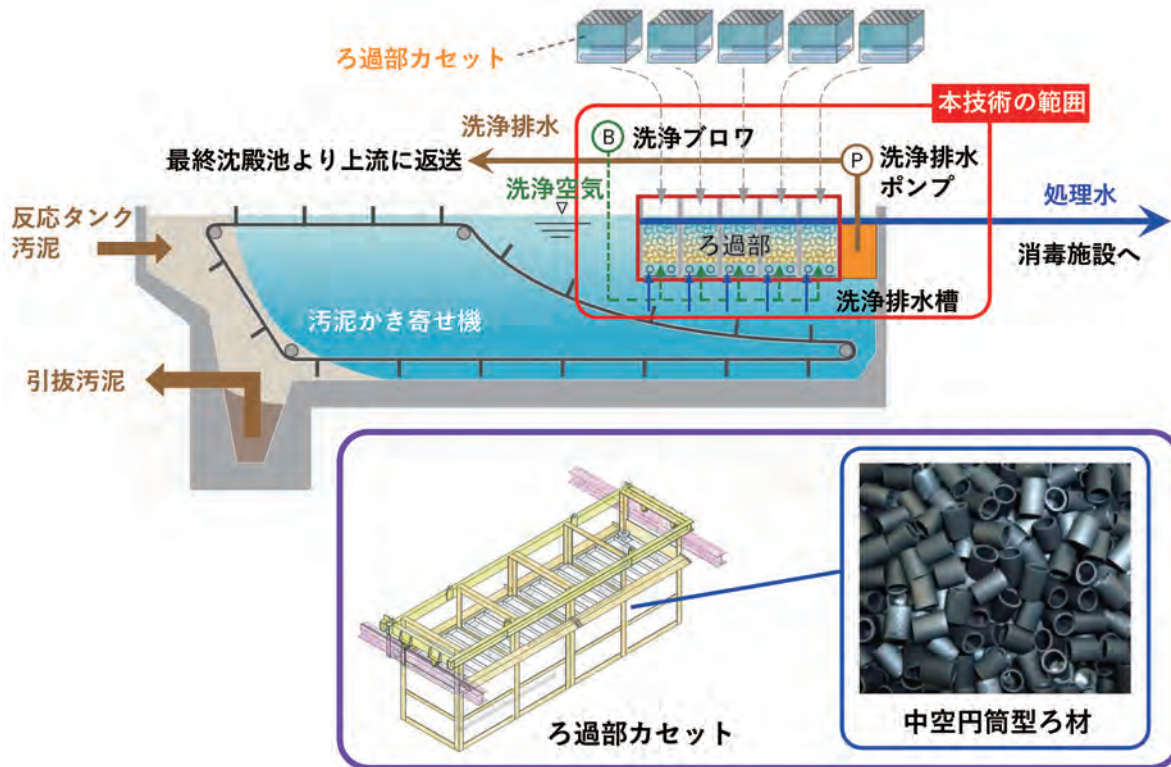 ろ過部カセット
本技術の範囲
洗浄排水
B
洗浄ブロワ
P
洗浄排水
ポンプ
最終沈殿池より上流に返送
洗浄空気
処理水
反応タンク
汚泥
ろ過部
消毒施設へ
洗浄排水槽
汚泥かき寄せ機
引抜汚泥
ろ過部カセット
中空円筒型ろ材